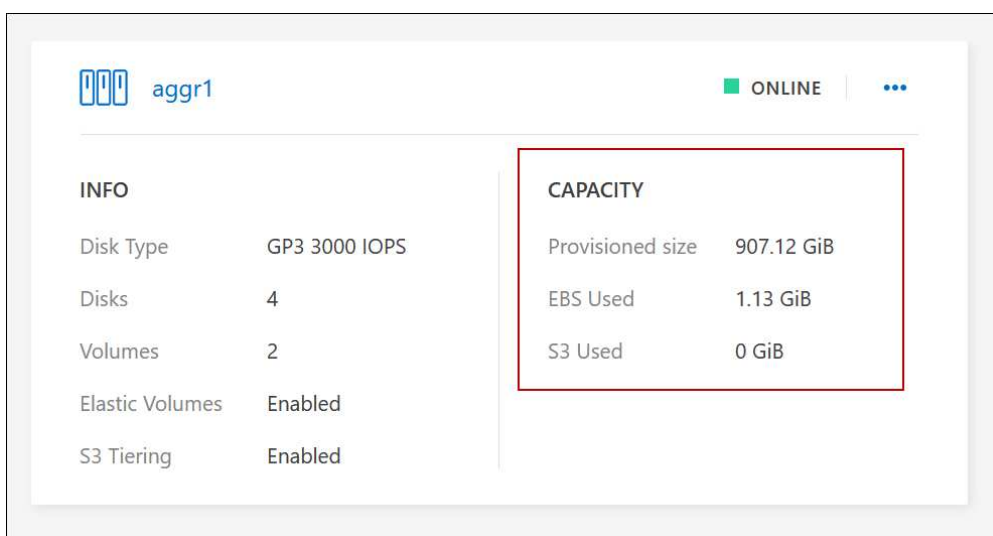 aggr1
ONLINE
INFO
Disk Type GP3 3000 IOPS
Disks 4
Volumes 2
Elastic Volumes Enabled
S3 Tiering Enabled
CAPACITY
Provisioned size 907.12 GiB
EBS Used 1.13 GiB
S3 Used 0 GiB